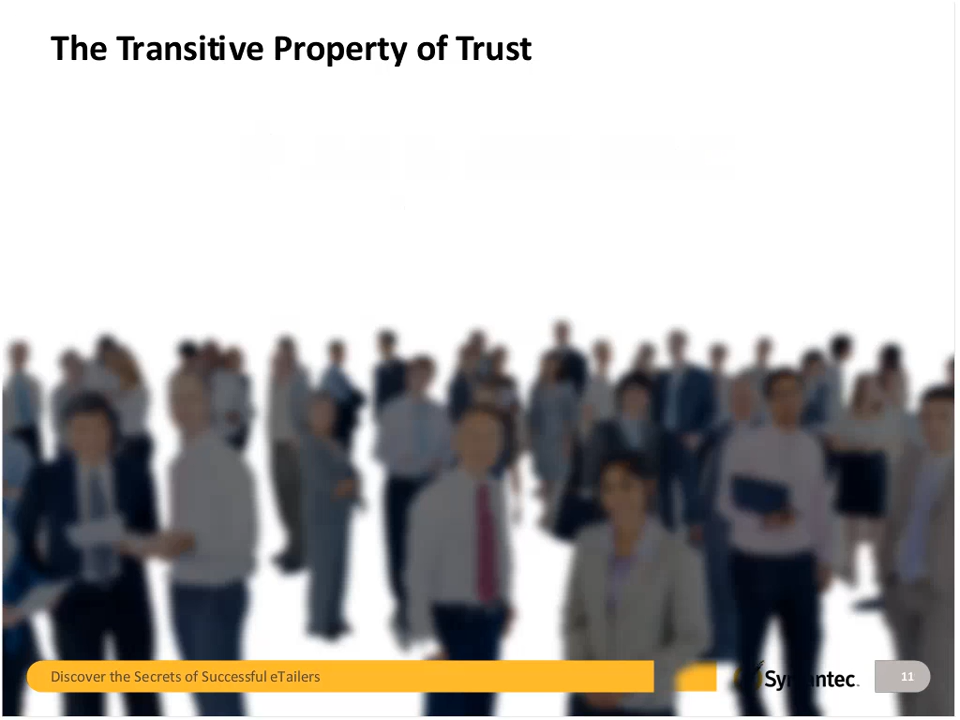 The Transitive Property of Trust
Discover the Secrets of Successful eTailers
Symantec.
11